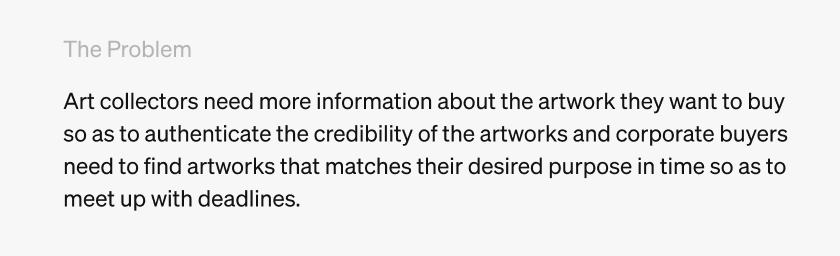 The Problem
Art collectors need more information about the artwork they want to buy
so as to authenticate the credibility of the artworks and corporate buyers
need to find artworks that matches their desired purpose in time so as to
meet up with deadlines.